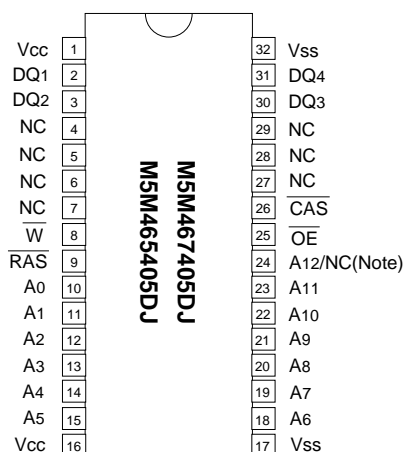 Vcc 1 32 Vss
DQ1 2 31 DQ4
DQ2 3 30 DQ3
NC 4 29 NC
NC 5 28 NC
NC 6 27 NC
NC 7 26 CAS
W 8 25 OE
RAS 9 24 A12/NC(Note)
A0 10 23 A11
A1 11 22 A10
A2 12 21 A9
A3 13 20 A8
A4 14 19 A7
A5 15 18 A6
Vcc 16 17 Vss
M5M467405DJ
M5M465405DJ